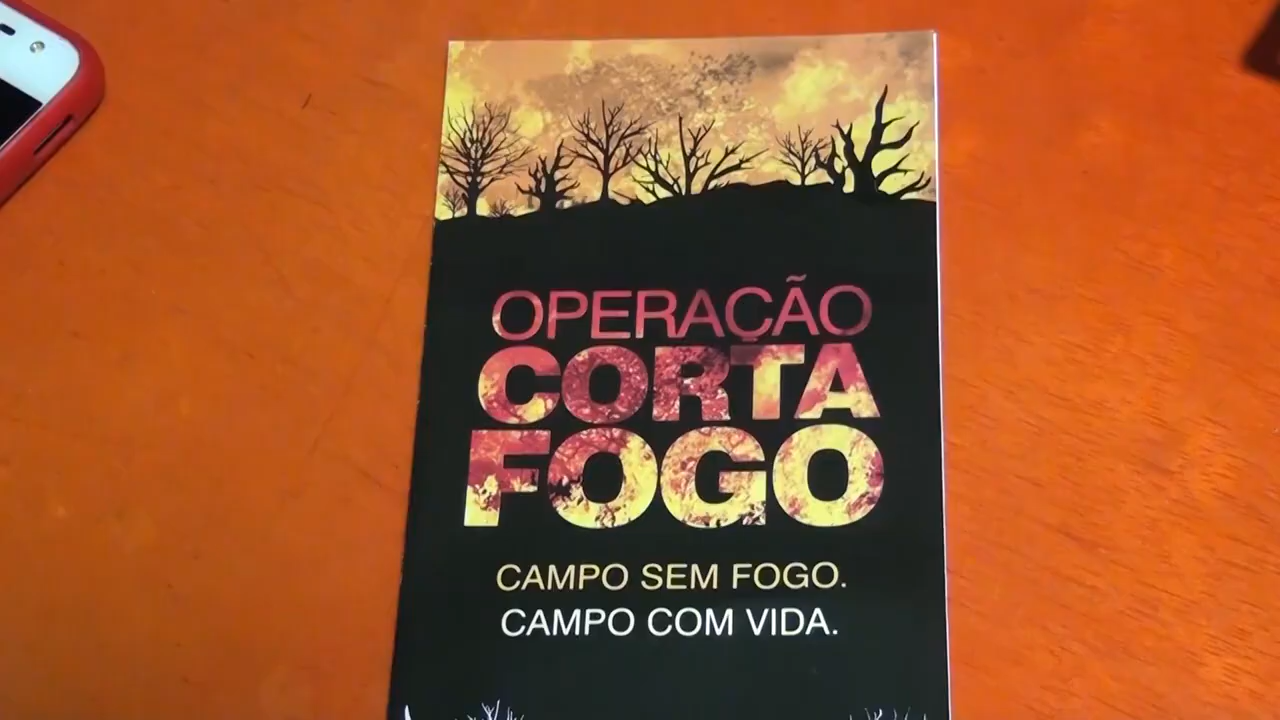 OPERAÇÃO
CORTA
FOGO
CAMPO SEM FOGO.
CAMPO COM VIDA.